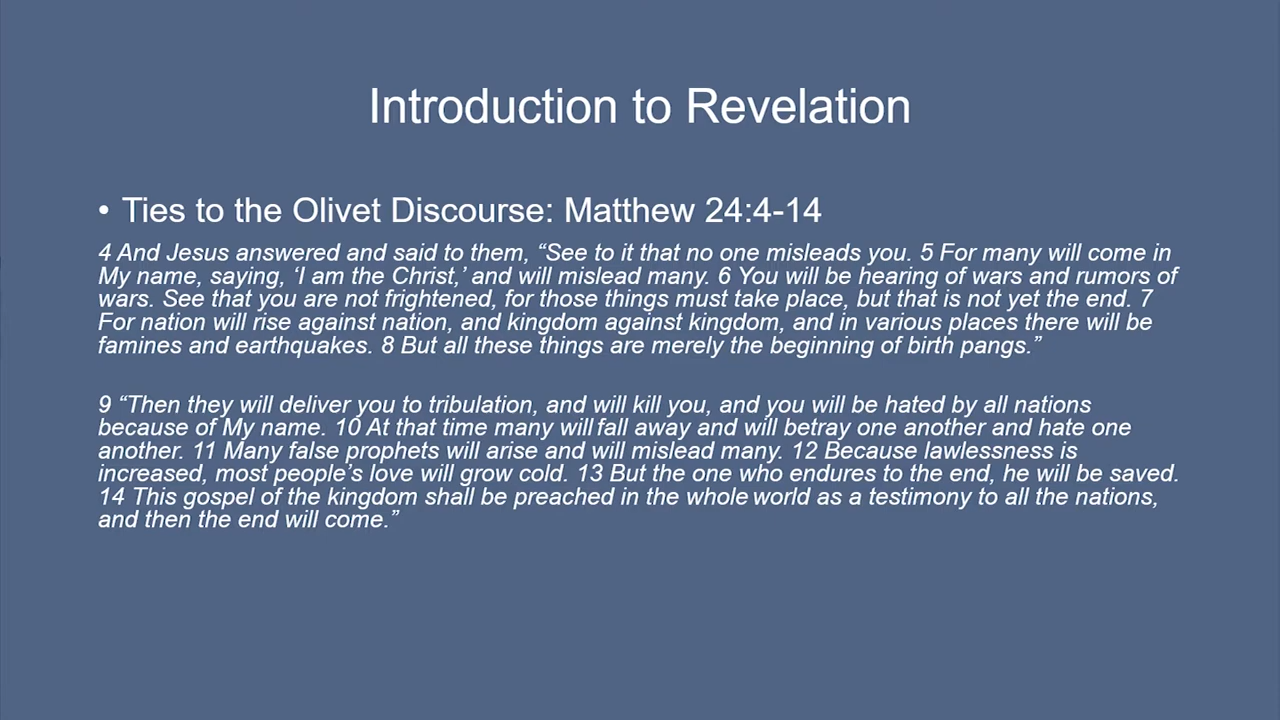 Introduction to Revelation
• Ties to the Olivet Discourse: Matthew 24:4-14
4 And Jesus answered and said to them, “See to it that no one misleads you. 5 For many will come in
My name, saying, ‘I am the Christ,’ and will mislead many. 6 You will be hearing of wars and rumors of
wars. See that you are not frightened, for those things must take place, but that is not yet the end. 7
For nation will rise against nation, and kingdom against kingdom, and in various places there will be
famines and earthquakes. 8 But all these things are merely the beginning of birth pangs.”
9 “Then they will deliver you to tribulation, and will kill you, and you will be hated by all nations
because of My name. 10 At that time many will fall away and will betray one another and hate one
another. 11 Many false prophets will arise and will mislead many. 12 Because lawlessness is
increased, most people’s love will grow cold. 13 But the one who endures to the end, he will be saved.
14 This gospel of the kingdom shall be preached in the whole world as a testimony to all the nations,
and then the end will come.”